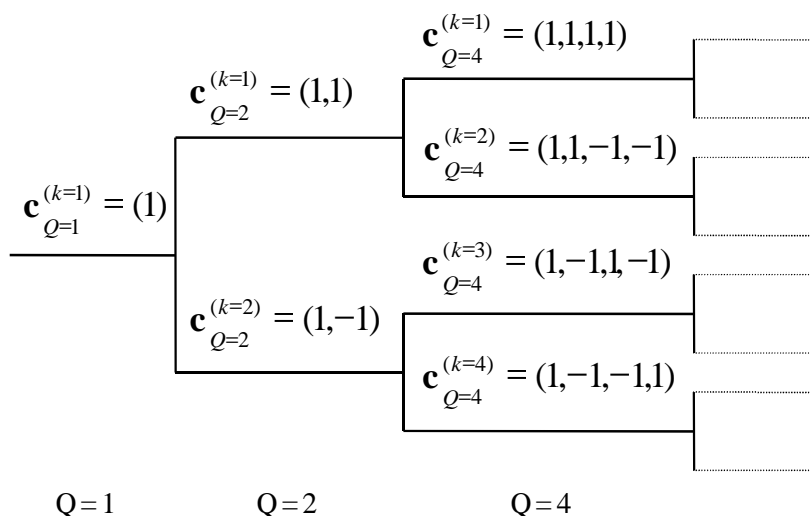 c_{Q=4}^{(k=1)} = (1,1,1,1)
c_{Q=2}^{(k=1)} = (1,1)
c_{Q=4}^{(k=2)} = (1,1,−1,−1)
c_{Q=1}^{(k=1)} = (1)
c_{Q=4}^{(k=3)} = (1,−1,1,−1)
c_{Q=2}^{(k=2)} = (1,−1)
c_{Q=4}^{(k=4)} = (1,−1,−1,1)
Q = 1 Q = 2 Q = 4